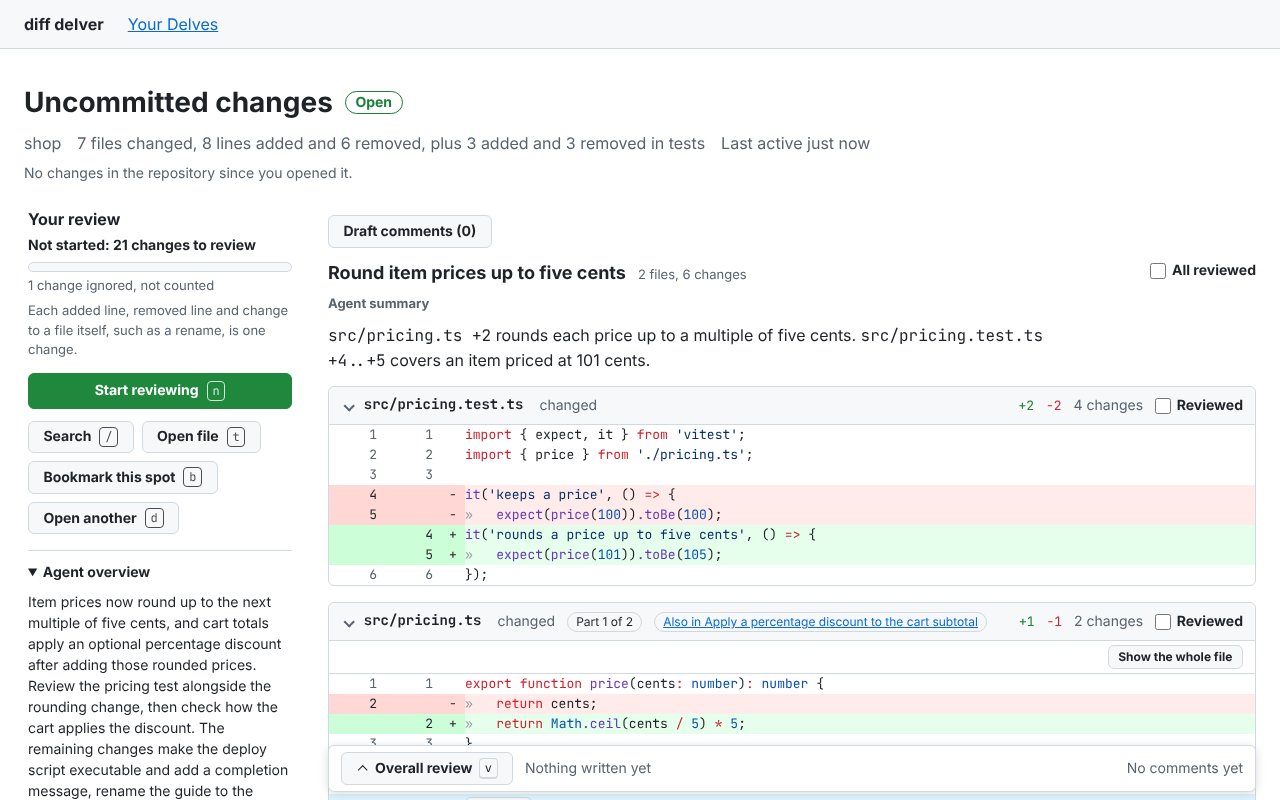 diff delver Your Delves
Uncommitted changes Open
shop 7 files changed, 8 lines added and 6 removed, plus 3 added and 3 removed in tests Last active just now
No changes in the repository since you opened it.
Your review
Not started: 21 changes to review
1 change ignored, not counted
Each added line, removed line and change
to a file itself, such as a rename, is one
change.
Start reviewing n
Search / Open file t
Bookmark this spot b
Open another d
▼ Agent overview
Item prices now round up to the next
multiple of five cents, and cart totals
apply an optional percentage discount
after adding those rounded prices.
Review the pricing test alongside the
rounding change, then check how the
cart applies the discount. The
remaining changes make the deploy
script executable and add a completion
message, rename the guide to the
Draft comments (0)
Round item prices up to five cents 2 files, 6 changes All reviewed
Agent summary
src/pricing.ts +2 rounds each price up to a multiple of five cents. src/pricing.test.ts
+4..+5 covers an item priced at 101 cents.
src/pricing.test.ts changed +2 -2 4 changes Reviewed
1 1 import { expect, it } from 'vitest';
2 2 import { price } from './pricing.ts';
3 3
4 - it('keeps a price', () => {
5 - » expect(price(100)).toBe(100);
4 + it('rounds a price up to five cents', () => {
5 + » expect(price(101)).toBe(105);
6 6 });
src/pricing.ts changed Part 1 of 2 Also in Apply a percentage discount to the cart subtotal +1 -1 2 changes Reviewed
Show the whole file
1 1 export function price(cents: number): number {
2 - » return cents;
2 + » return Math.ceil(cents / 5) * 5;
3 3 }
Overall review v Nothing written yet No comments yet